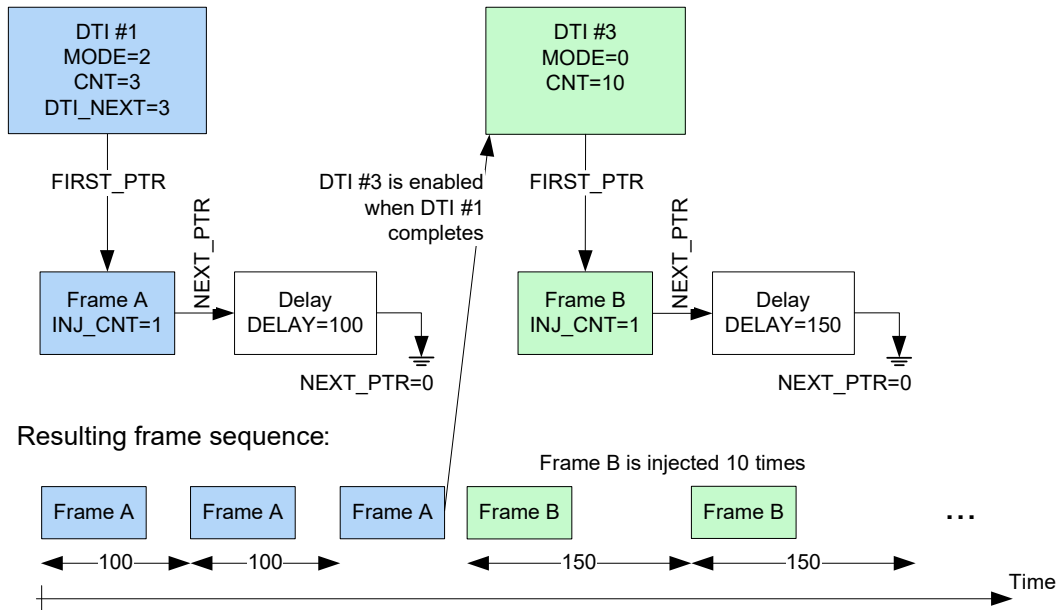 DTI #1
MODE=2
CNT=3
DTI_NEXT=3
DTI #3
MODE=0
CNT=10
FIRST_PTR
NEXT_PTR
DTI #3 is enabled
when DTI #1
completes
FIRST_PTR
NEXT_PTR
Frame A
INJ_CNT=1
Delay
DELAY=100
NEXT_PTR=0
Frame B
INJ_CNT=1
Delay
DELAY=150
NEXT_PTR=0
Resulting frame sequence:
Frame B is injected 10 times
Frame A
Frame A
Frame A
Frame B
Frame B
...
100
100
150
150
Time